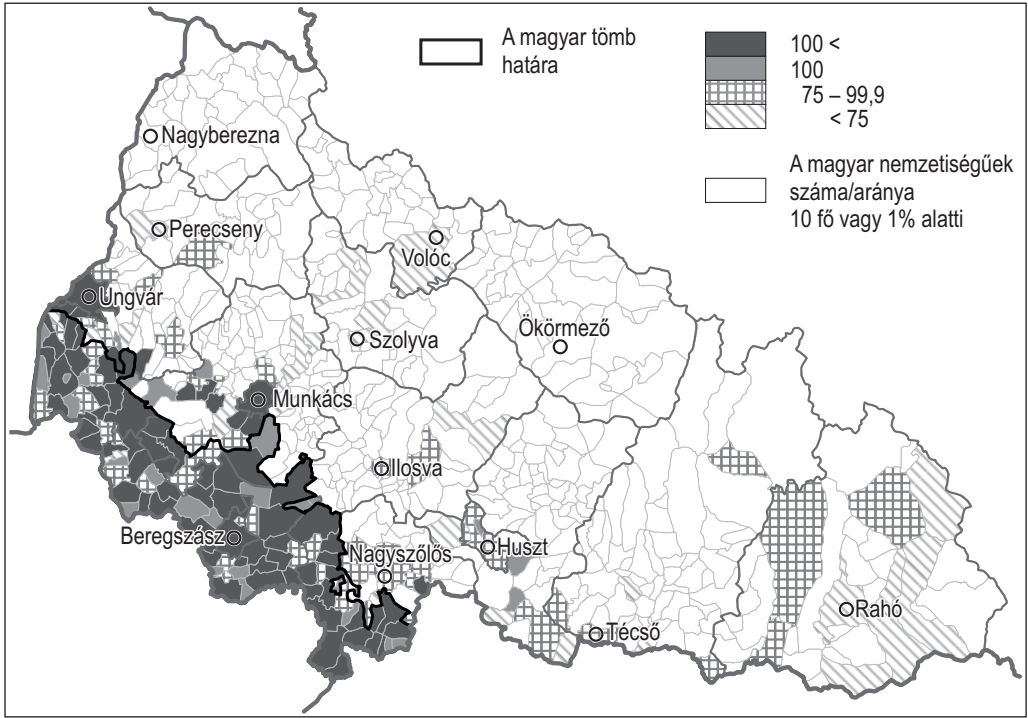 A magyar tömb
határa
100 <
100
75 – 99,9
< 75
A magyar nemzetiségűek
száma/aránya
10 fő vagy 1% alatti
Nagyberezna
Perecseny
Volóc
Ungvár
Szolyva
Ökörmező
Munkács
Ilosva
Beregszász
Nagyszőlős
Huszt
Técső
Rahó